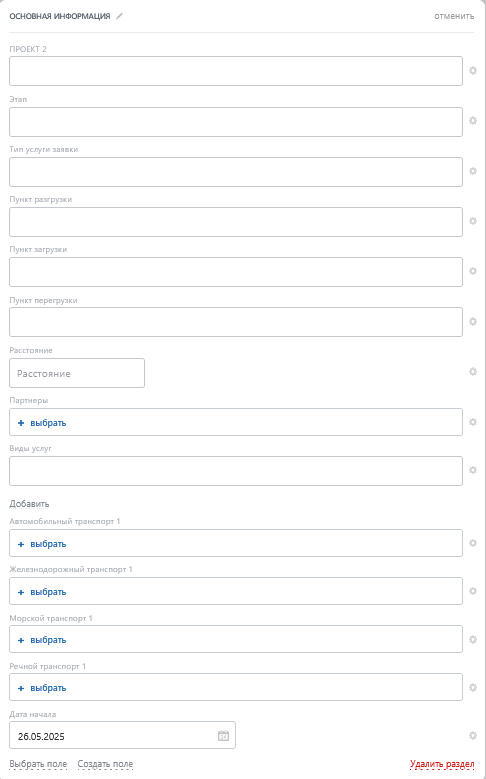 ОСНОВНАЯ ИНФОРМАЦИЯ отменить
ПРОЕКТ 2
Этап
Тип услуги заявки
Пункт разгрузки
Пункт загрузки
Пункт перегрузки
Расстояние
Расстояние
Партнеры
+ выбрать
Виды услуг
Добавить
Автомобильный транспорт 1
+ выбрать
Железнодорожный транспорт 1
+ выбрать
Морской транспорт 1
+ выбрать
Речной транспорт 1
+ выбрать
Дата начала
26.05.2025
Выбрать поле Создать поле Удалить раздел